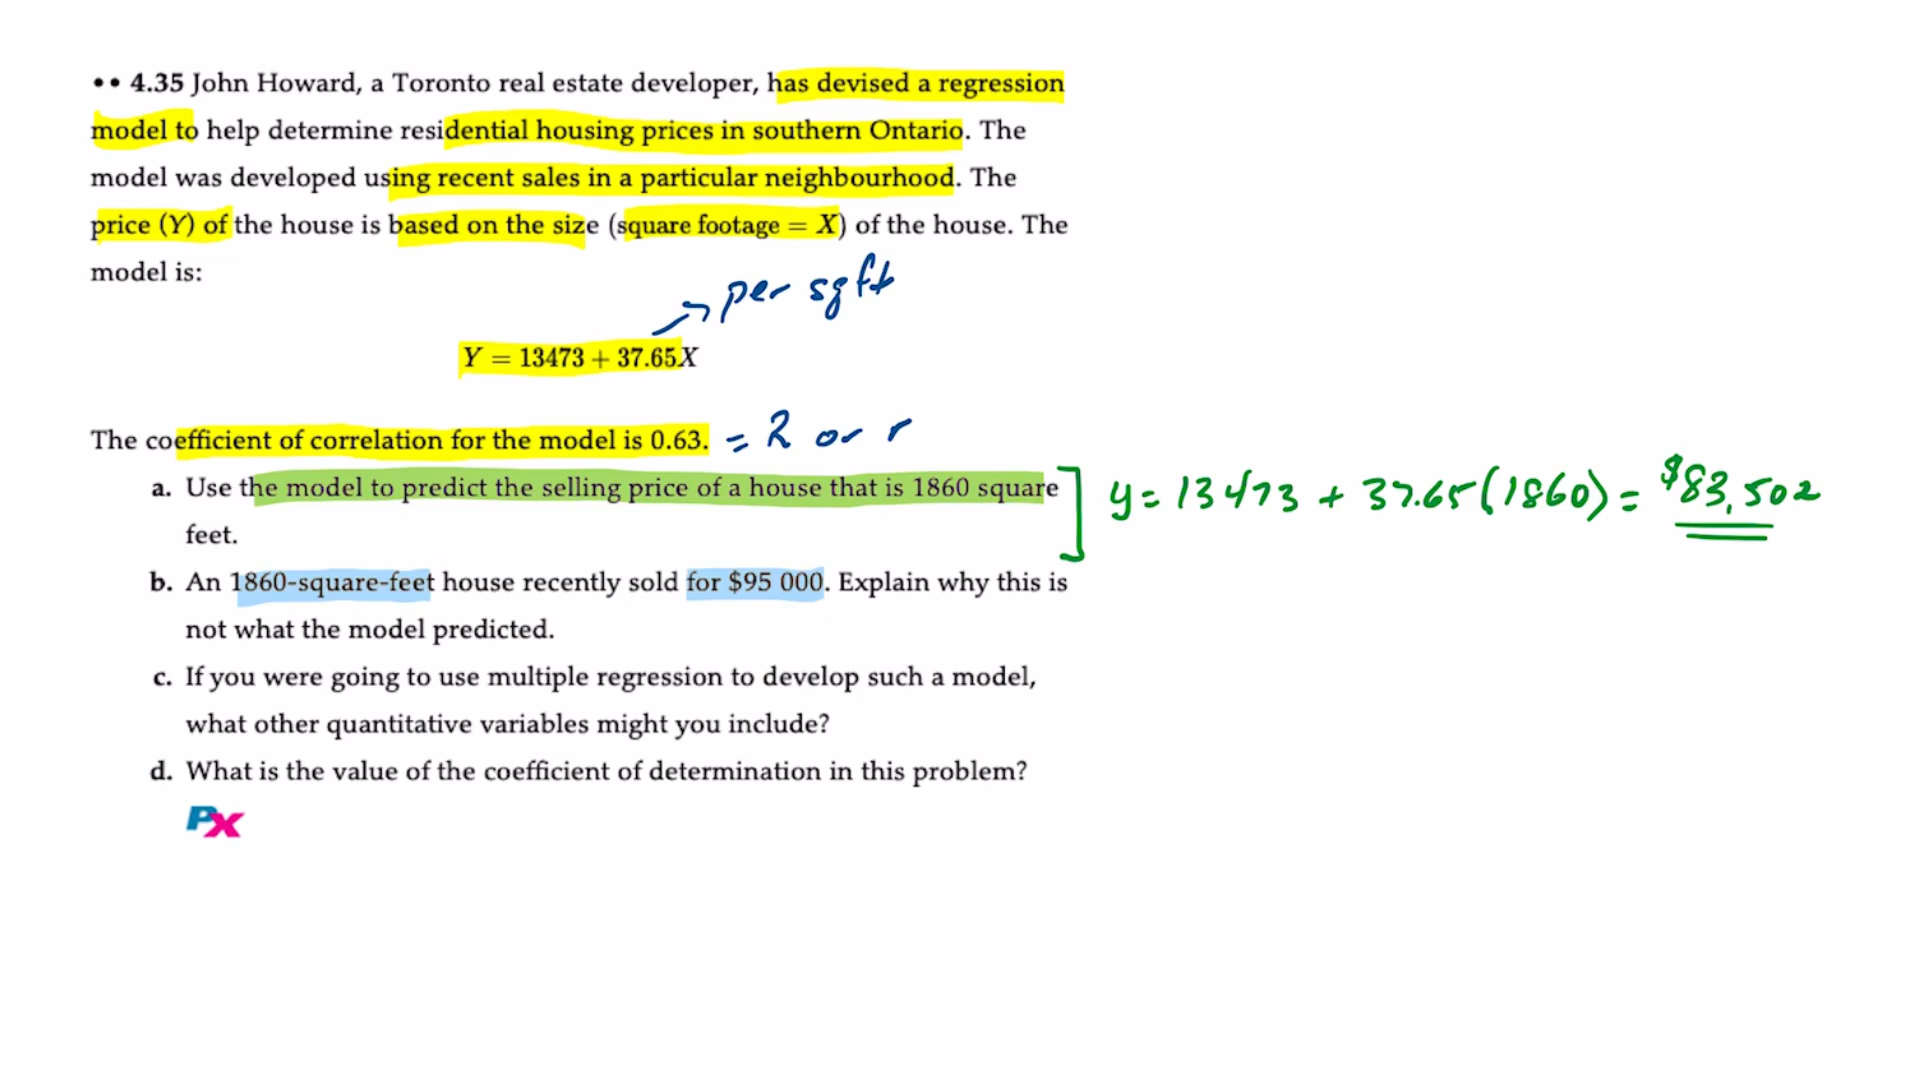 •• 4.35 John Howard, a Toronto real estate developer, has devised a regression
model to help determine residential housing prices in southern Ontario. The
model was developed using recent sales in a particular neighbourhood. The
price (Y) of the house is based on the size (square footage = X) of the house. The
model is:
→ per sqft
Y = 13473 + 37.65X
The coefficient of correlation for the model is 0.63. = R or r
a. Use the model to predict the selling price of a house that is 1860 square
feet.
y = 13473 + 37.65(1860) = $83,502
b. An 1860-square-feet house recently sold for $95 000. Explain why this is
not what the model predicted.
c. If you were going to use multiple regression to develop such a model,
what other quantitative variables might you include?
d. What is the value of the coefficient of determination in this problem?
PX